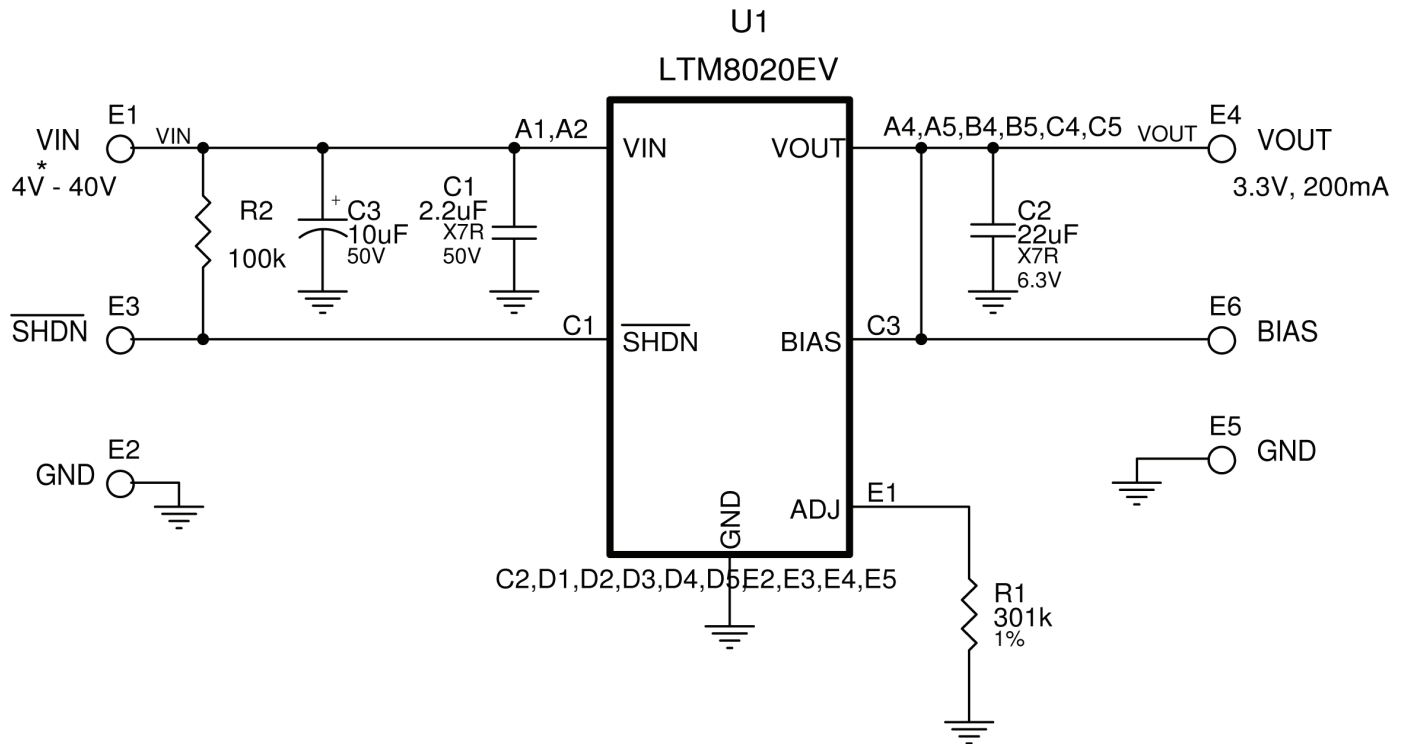 U1
LTM8020EV
E1
VIN
VIN
*
4V - 40V
R2
100k
+
C3
10uF
50V
C1
2.2uF
X7R
50V
A1,A2
VIN
VOUT
A4,A5,B4,B5,C4,C5
VOUT
E4
VOUT
3.3V, 200mA
C2
22uF
X7R
6.3V
E3
SHDN
C1
SHDN
BIAS
C3
E6
BIAS
E2
GND
E5
GND
ADJ
E1
GND
C2,D1,D2,D3,D4,D5,E2,E3,E4,E5
R1
301k
1%